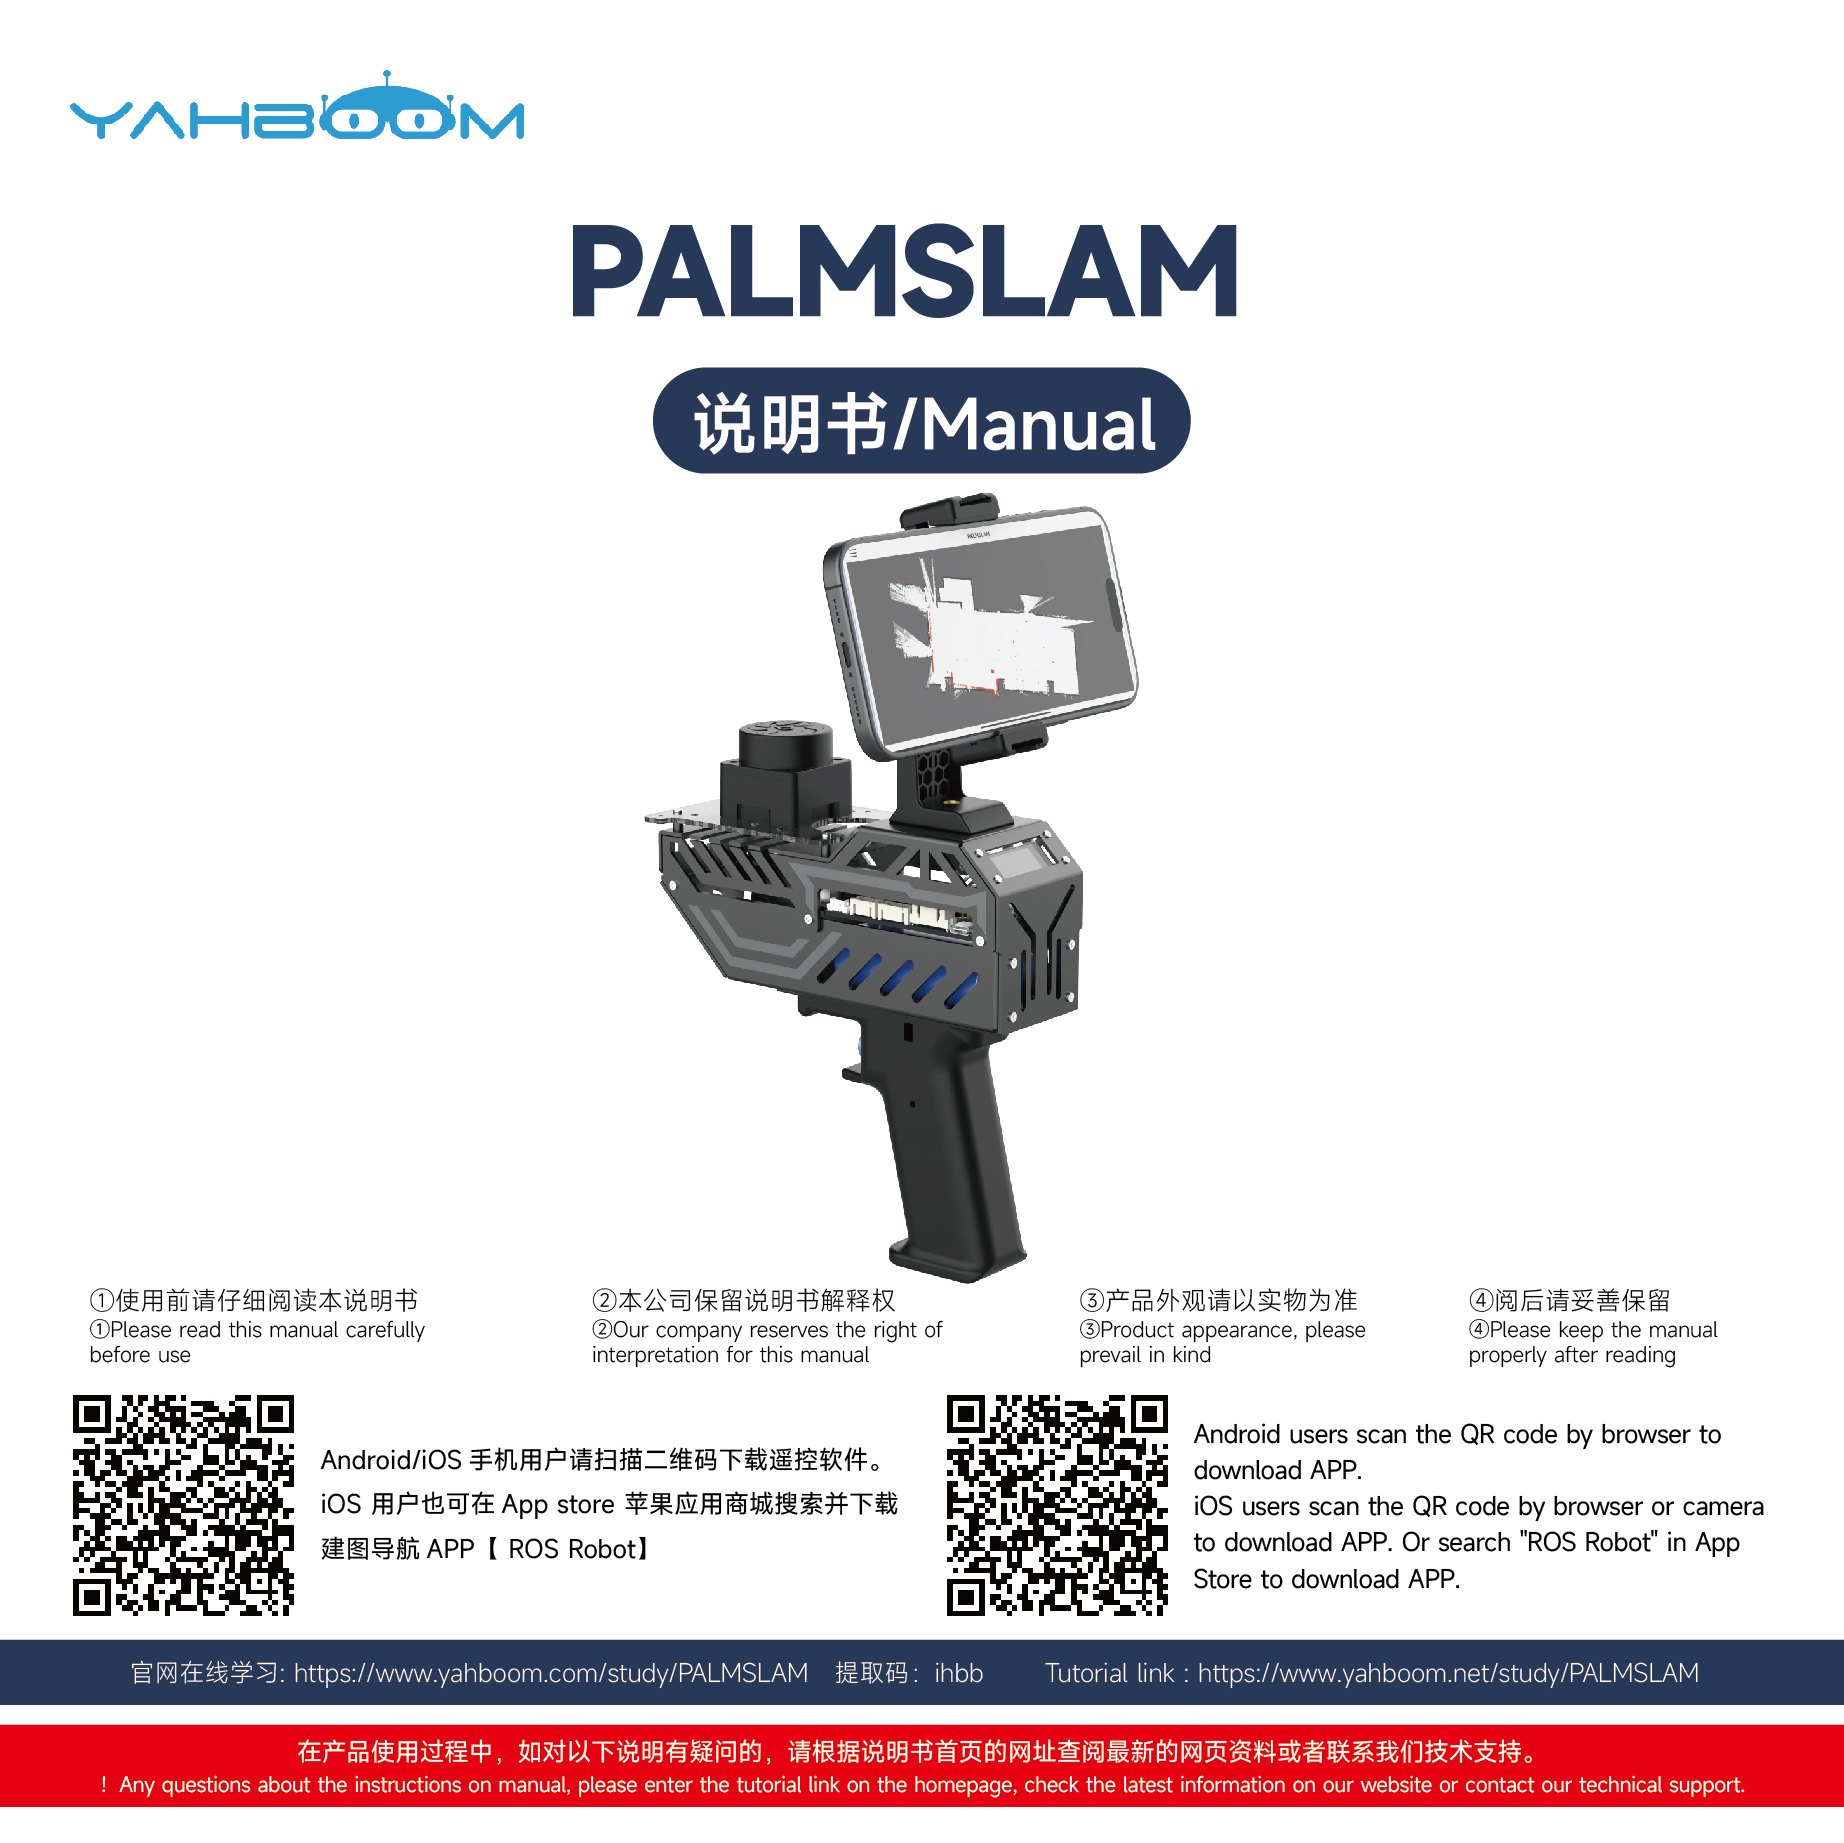 YAHBOOM
PALMSLAM
说明书/Manual
PALMSLAM
①使用前请仔细阅读本说明书
①Please read this manual carefully
before use
②本公司保留说明书解释权
②Our company reserves the right of
interpretation for this manual
③产品外观请以实物为准
③Product appearance, please
prevail in kind
④阅后请妥善保留
④Please keep the manual
properly after reading
Android/iOS 手机用户请扫描二维码下载遥控软件。
iOS 用户也可在 App store 苹果应用商城搜索并下载
建图导航 APP【 ROS Robot】
Android users scan the QR code by browser to
download APP.
iOS users scan the QR code by browser or camera
to download APP. Or search "ROS Robot" in App
Store to download APP.
官网在线学习: https://www.yahboom.com/study/PALMSLAM 提取码：ihbb Tutorial link : https://www.yahboom.net/study/PALMSLAM
在产品使用过程中，如对以下说明有疑问的，请根据说明书首页的网址查阅最新的网页资料或者联系我们技术支持。
！Any questions about the instructions on manual, please enter the tutorial link on the homepage, check the latest information on our website or contact our technical support.